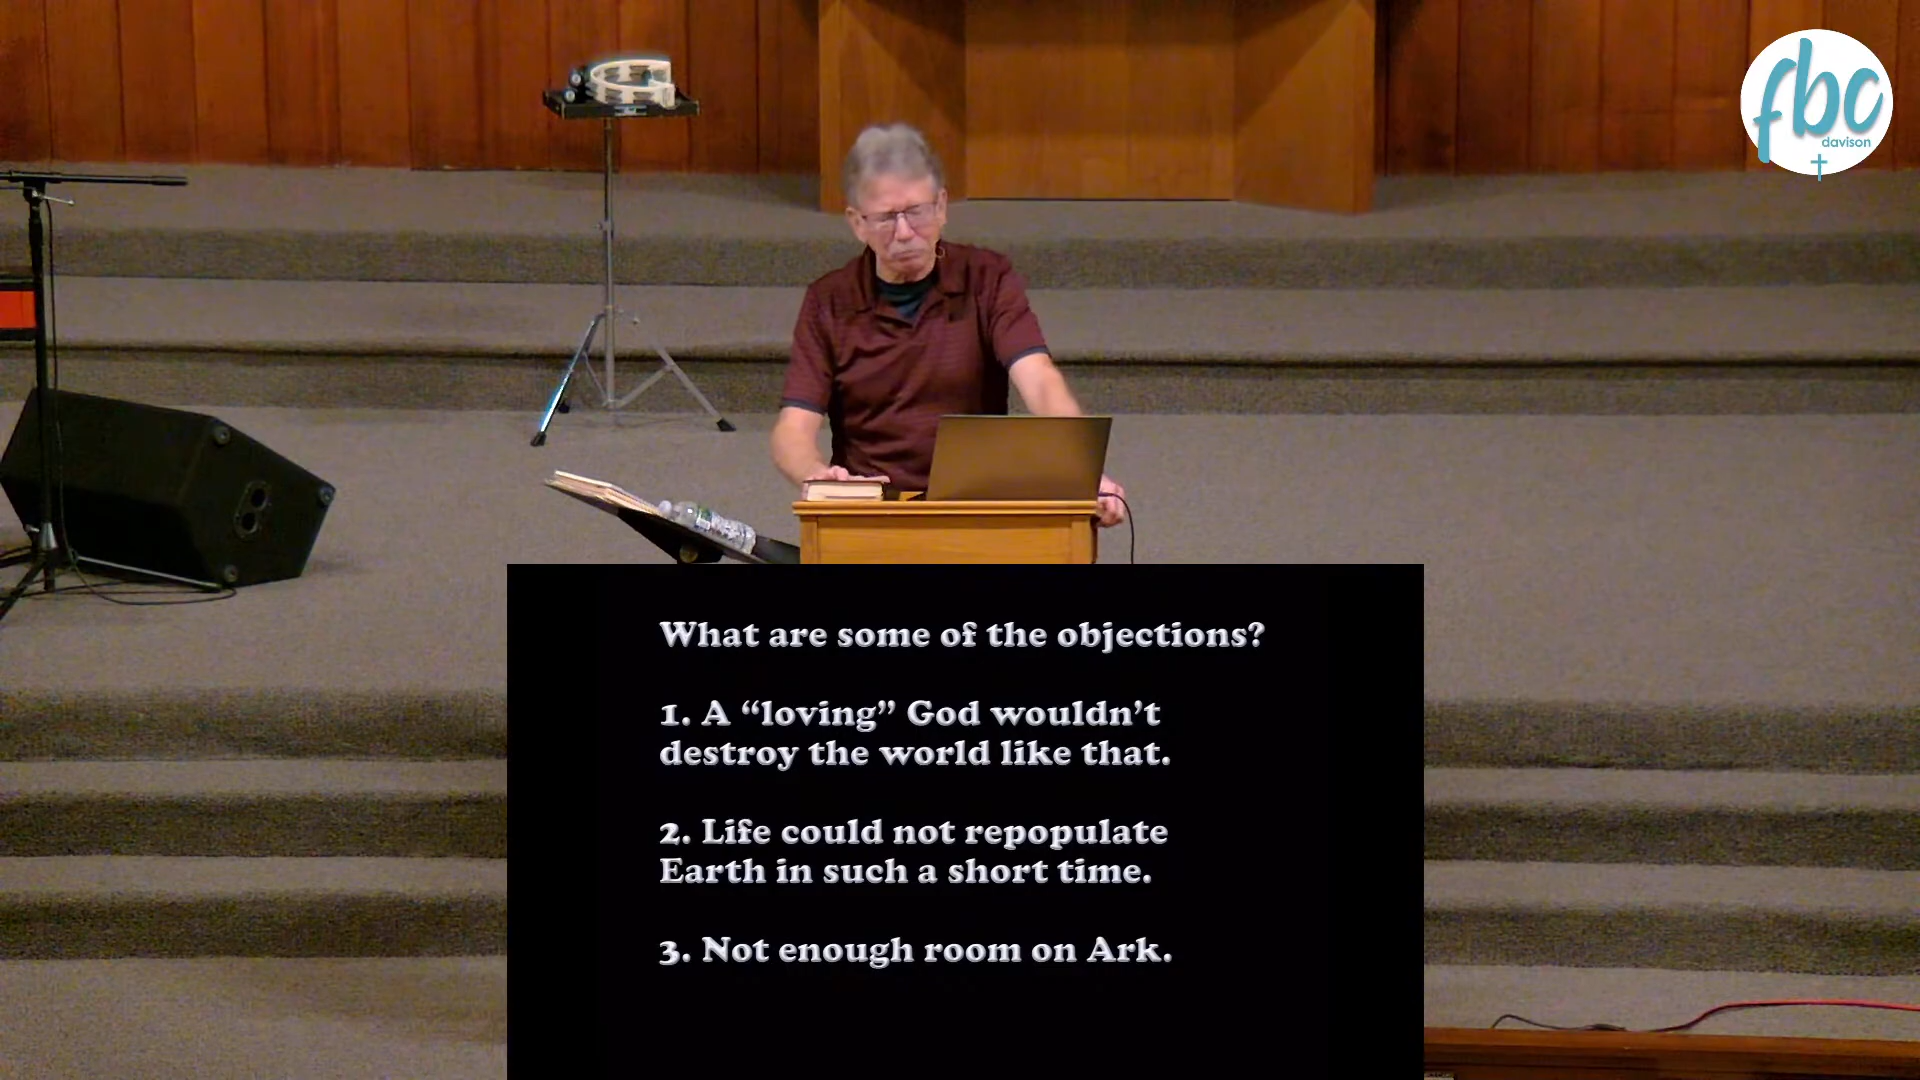 fbc
davison
What are some of the objections?
1. A “loving” God wouldn’t
destroy the world like that.
2. Life could not repopulate
Earth in such a short time.
3. Not enough room on Ark.